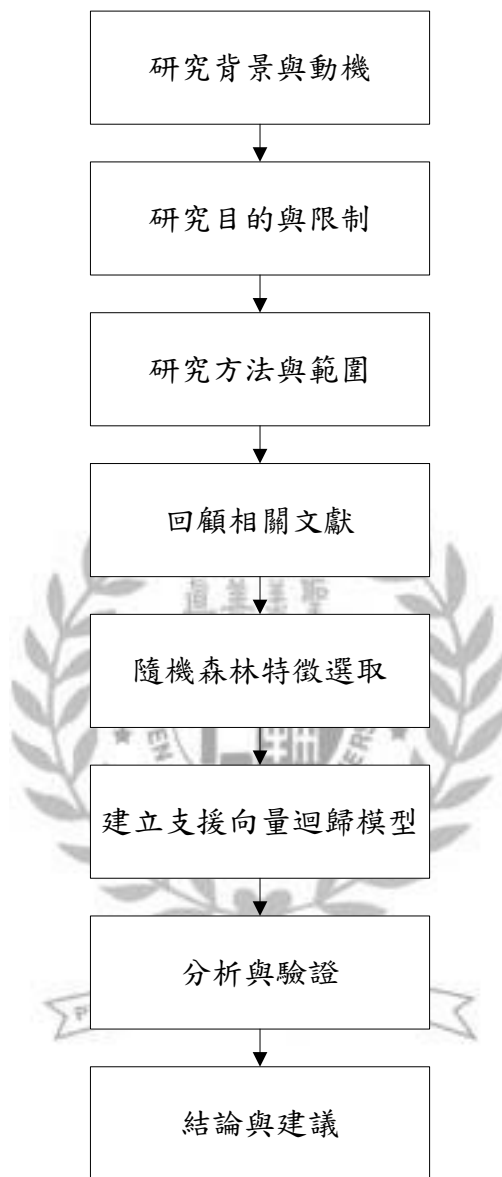 研究背景與動機
研究目的與限制
研究方法與範圍
回顧相關文獻
隨機森林特徵選取
建立支援向量迴歸模型
分析與驗證
結論與建議